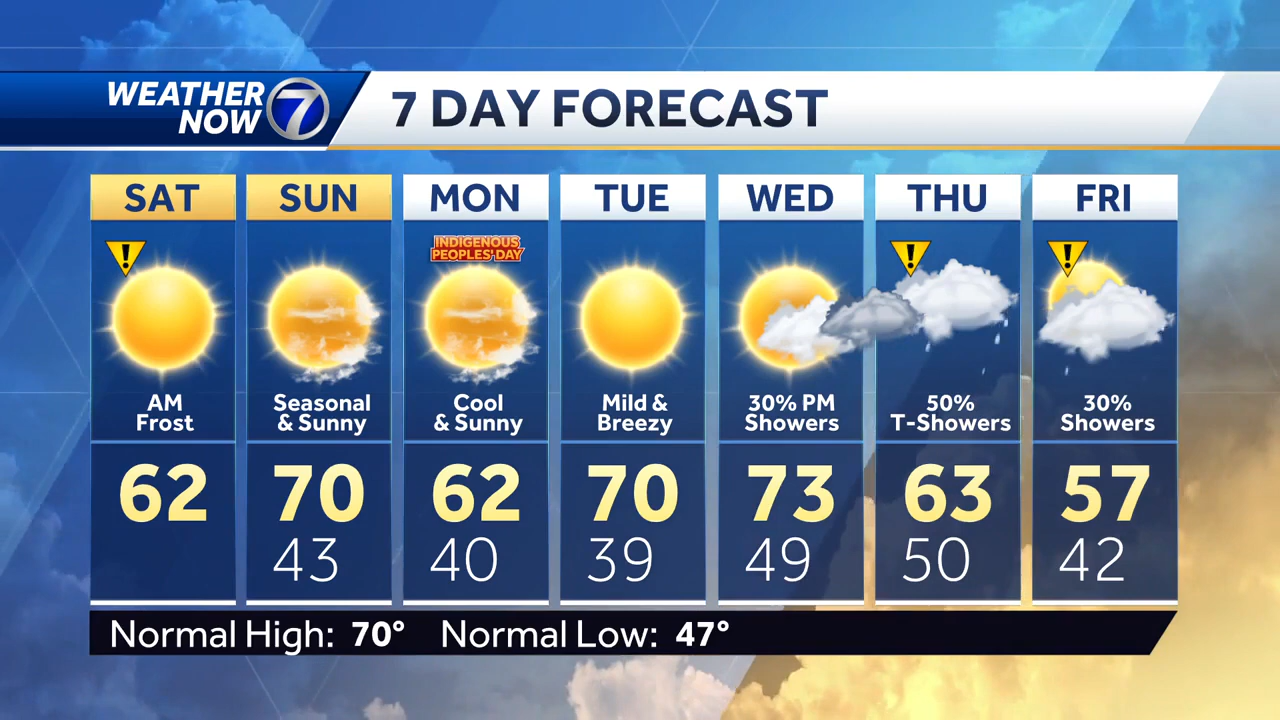 WEATHER
NOW 7
7 DAY FORECAST
SAT
!
AM
Frost
62
SUN
Seasonal
& Sunny
70
43
MON
INDIGENOUS
PEOPLES' DAY
Cool
& Sunny
62
40
TUE
Mild &
Breezy
70
39
WED
30% PM
Showers
73
49
THU
!
50%
T-Showers
63
50
FRI
!
30%
Showers
57
42
Normal High: 70° Normal Low: 47°